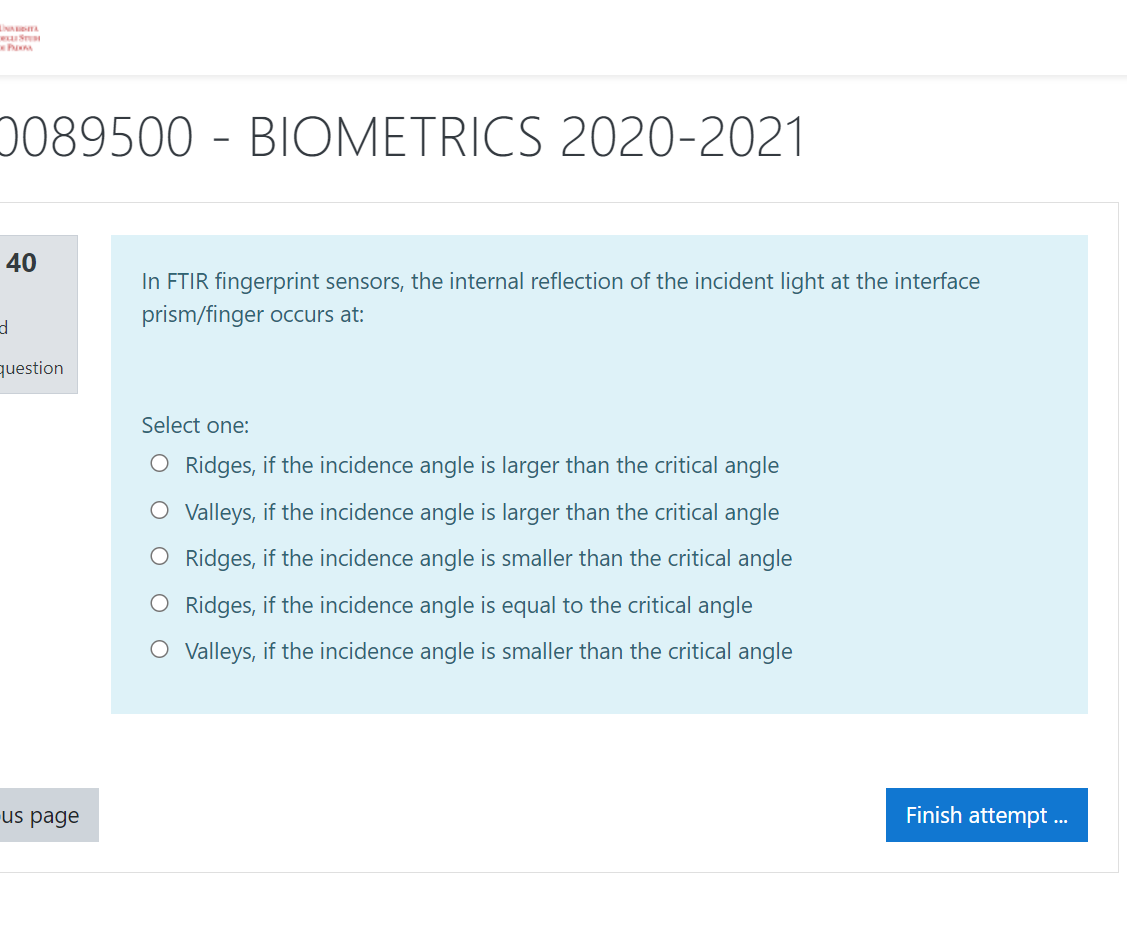 UNIVERSITÀ
DEGLI STUDI
DI PADOVA
0089500 - BIOMETRICS 2020-2021
40
d
question
In FTIR fingerprint sensors, the internal reflection of the incident light at the interface
prism/finger occurs at:
Select one:
Ridges, if the incidence angle is larger than the critical angle
Valleys, if the incidence angle is larger than the critical angle
Ridges, if the incidence angle is smaller than the critical angle
Ridges, if the incidence angle is equal to the critical angle
Valleys, if the incidence angle is smaller than the critical angle
us page
Finish attempt ...